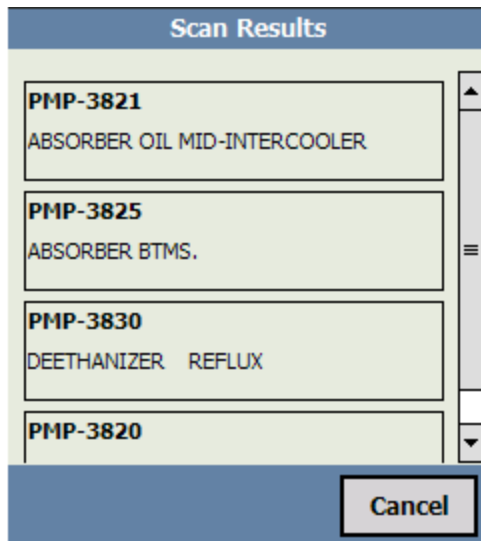 Scan Results
PMP-3821
ABSORBER OIL MID-INTERCOOLER
PMP-3825
ABSORBER BTMS.
PMP-3830
DEETHANIZER REFLUX
PMP-3820
Cancel